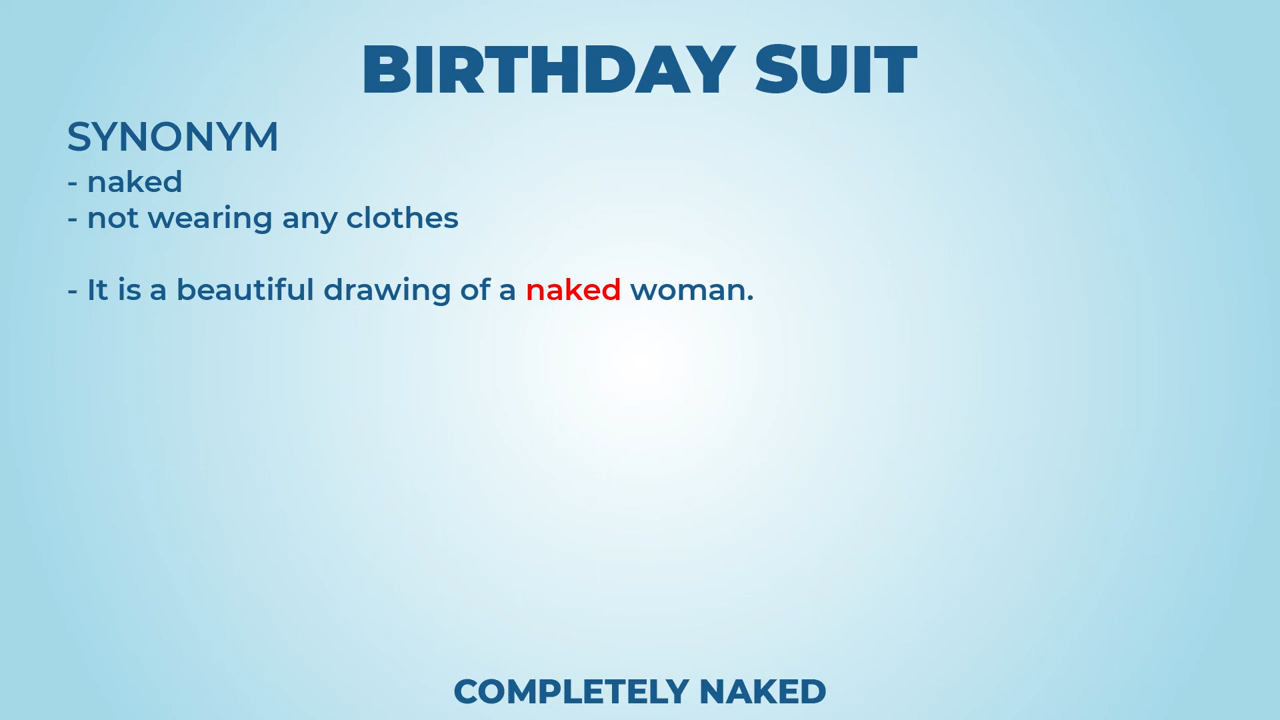 BIRTHDAY SUIT
SYNONYM
- naked
- not wearing any clothes
- It is a beautiful drawing of a naked woman.
COMPLETELY NAKED